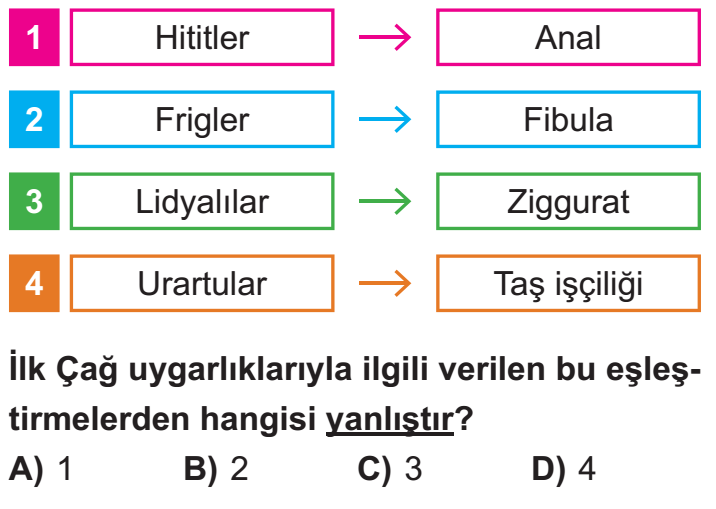 1 Hititler → Anal
2 Frigler → Fibula
3 Lidyalılar → Ziggurat
4 Urartular → Taş işçiliği
İlk Çağ uygarlıklarıyla ilgili verilen bu eşleş-
tirmelerden hangisi yanlıştır?
A) 1 B) 2 C) 3 D) 4